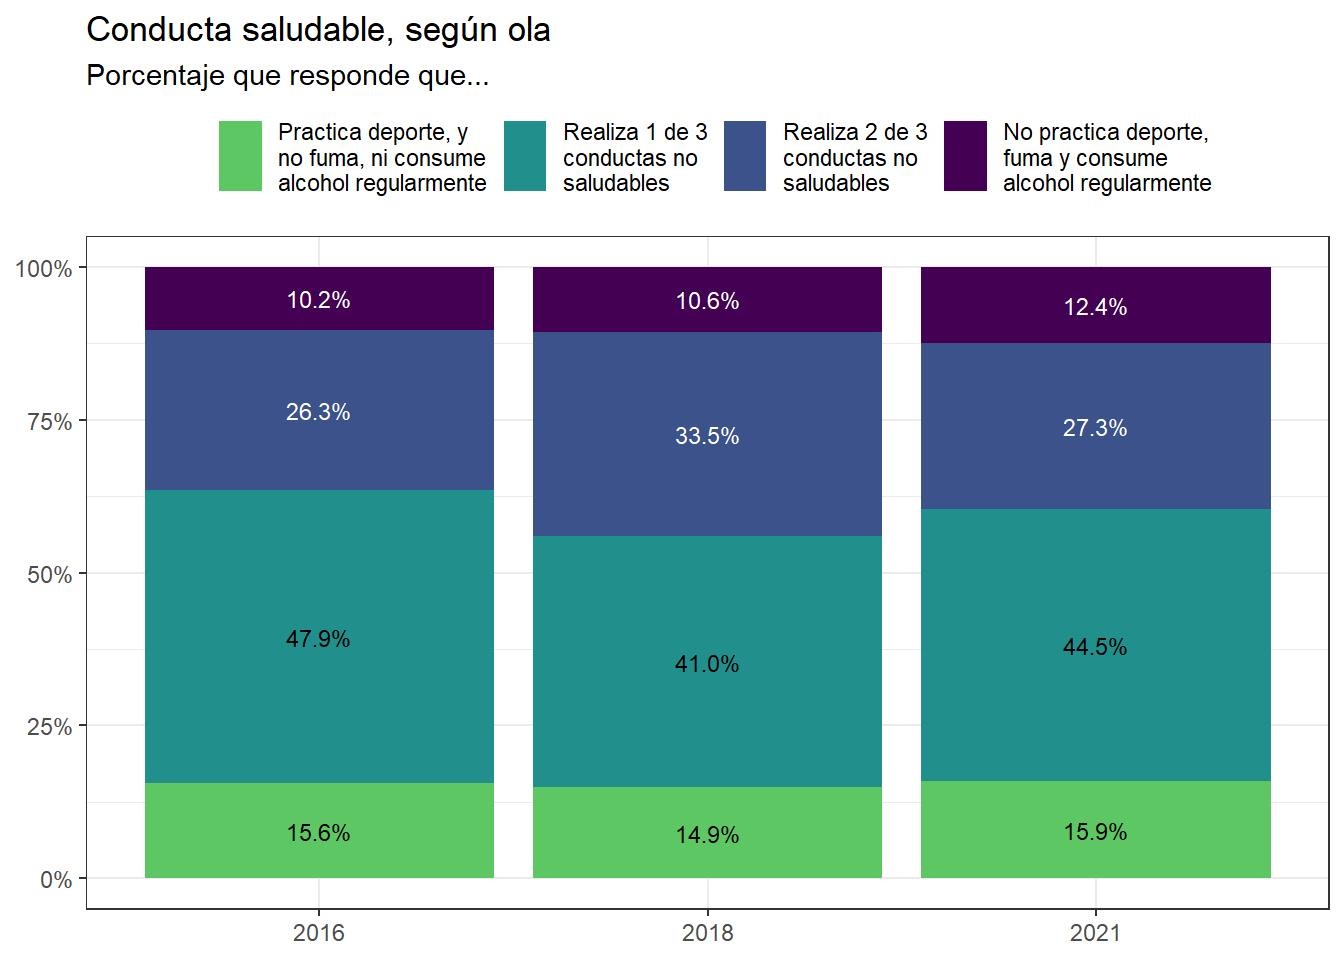 Conducta saludable, según ola
Porcentaje que responde que...
Practica deporte, y
no fuma, ni consume
alcohol regularmente
Realiza 1 de 3
conductas no
saludables
Realiza 2 de 3
conductas no
saludables
No practica deporte,
fuma y consume
alcohol regularmente
100%
75%
50%
25%
0%
10.2%
26.3%
47.9%
15.6%
10.6%
33.5%
41.0%
14.9%
12.4%
27.3%
44.5%
15.9%
2016
2018
2021